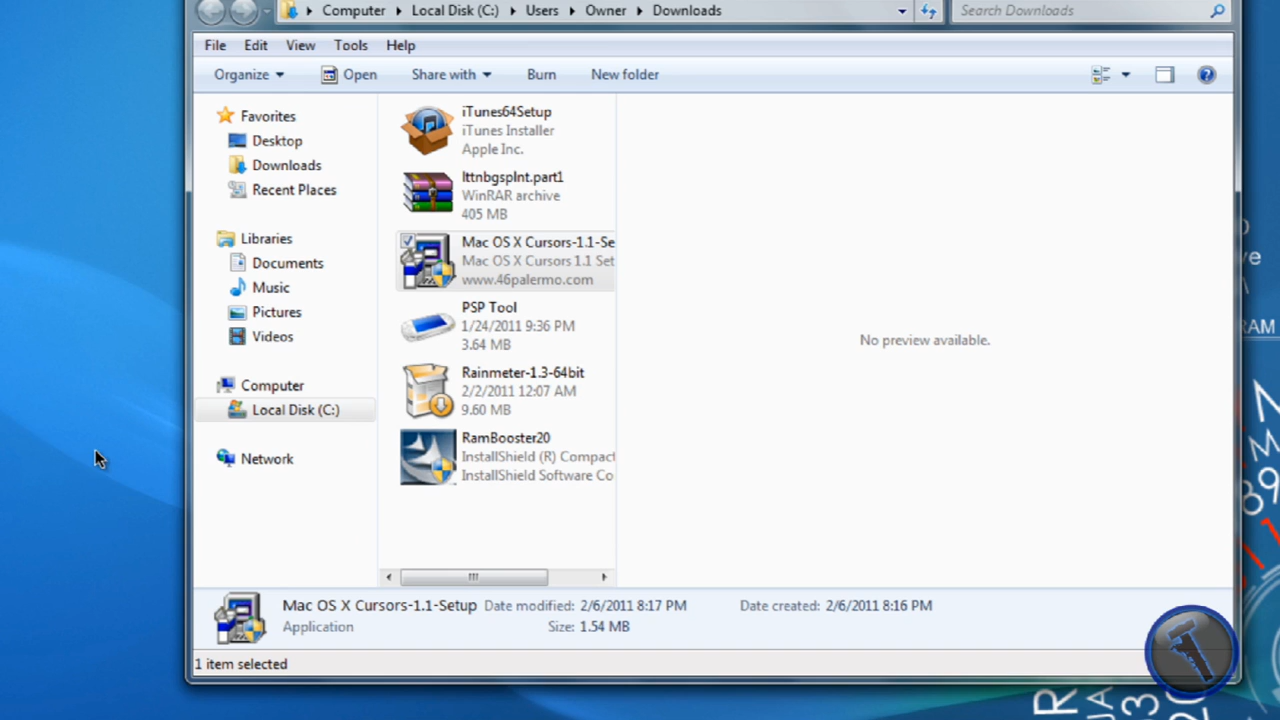 Computer Local Disk (C:) Users Owner Downloads
Search Downloads
File Edit View Tools Help
Organize Open Share with Burn New folder
Favorites
Desktop
Downloads
Recent Places
Libraries
Documents
Music
Pictures
Videos
Computer
Local Disk (C:)
Network
iTunes64Setup
iTunes Installer
Apple Inc.
lttnbgsplnt.part1
WinRAR archive
405 MB
Mac OS X Cursors-1.1-Se
Mac OS X Cursors 1.1 Set
www.46palermo.com
PSP Tool
1/24/2011 9:36 PM
3.64 MB
Rainmeter-1.3-64bit
2/2/2011 12:07 AM
9.60 MB
RamBooster20
InstallShield (R) Compact
InstallShield Software Co
No preview available.
Mac OS X Cursors-1.1-Setup Date modified: 2/6/2011 8:17 PM Date created: 2/6/2011 8:16 PM
Application Size: 1.54 MB
1 item selected
RAM